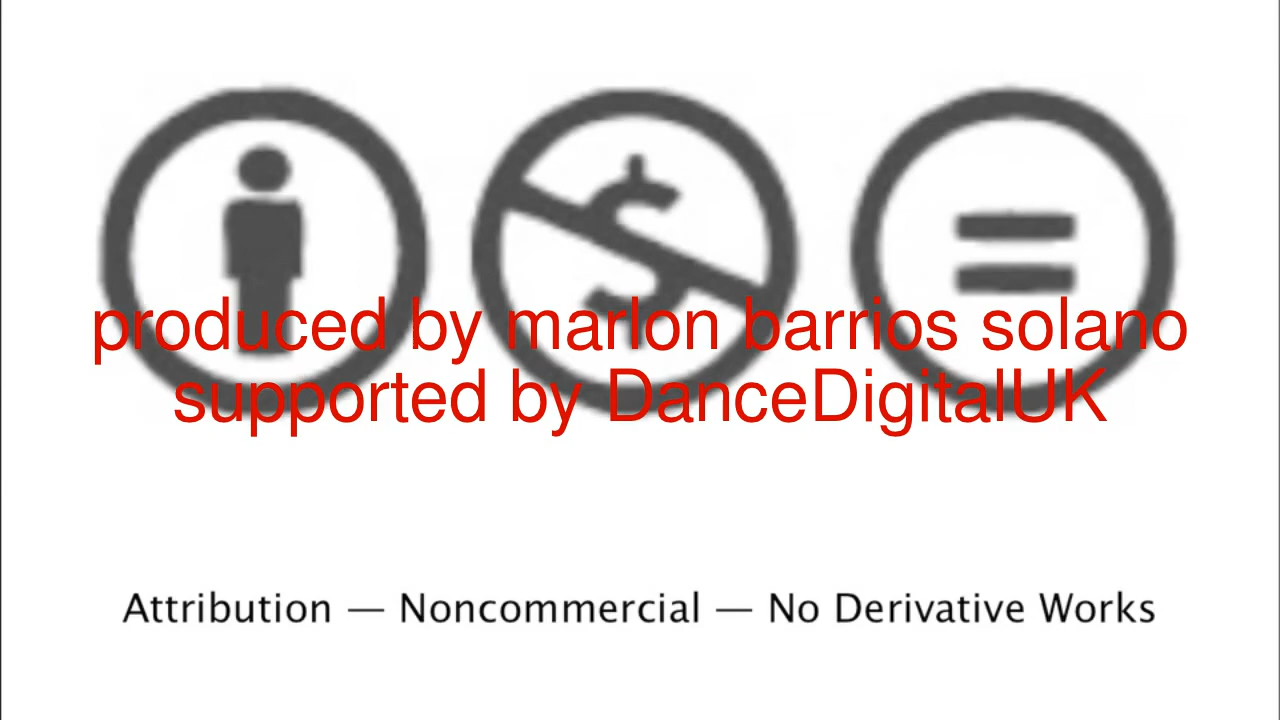 produced by marlon barrios solano
supported by DanceDigitalUK
Attribution — Noncommercial — No Derivative Works